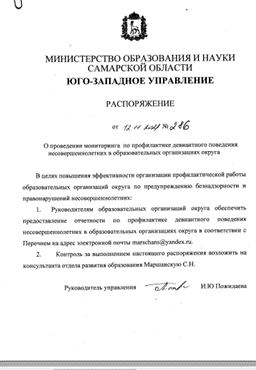 МИНИСТЕРСТВО ОБРАЗОВАНИЯ И НАУКИ
САМАРСКОЙ ОБЛАСТИ
ЮГО-ЗАПАДНОЕ УПРАВЛЕНИЕ
РАСПОРЯЖЕНИЕ
от 12 11 2021 № 286
О проведении мониторинга по профилактике девиантного поведения
несовершеннолетних в образовательных организациях округа
В целях повышения эффективности организации профилактической работы
образовательных организаций округа по предупреждению безнадзорности и
правонарушений несовершеннолетних:
1. Руководителям образовательных организаций округа обеспечить
предоставление отчетности по профилактике девиантного поведения
несовершеннолетних в образовательных организациях округа в соответствии с
Перечнем на адрес электронной почты marschans@yandex.ru.
2. Контроль за выполнением настоящего распоряжения возложить на
консультанта отдела развития образования Маршанскую С.Н.
Руководитель управления И.Ю Пожидаева